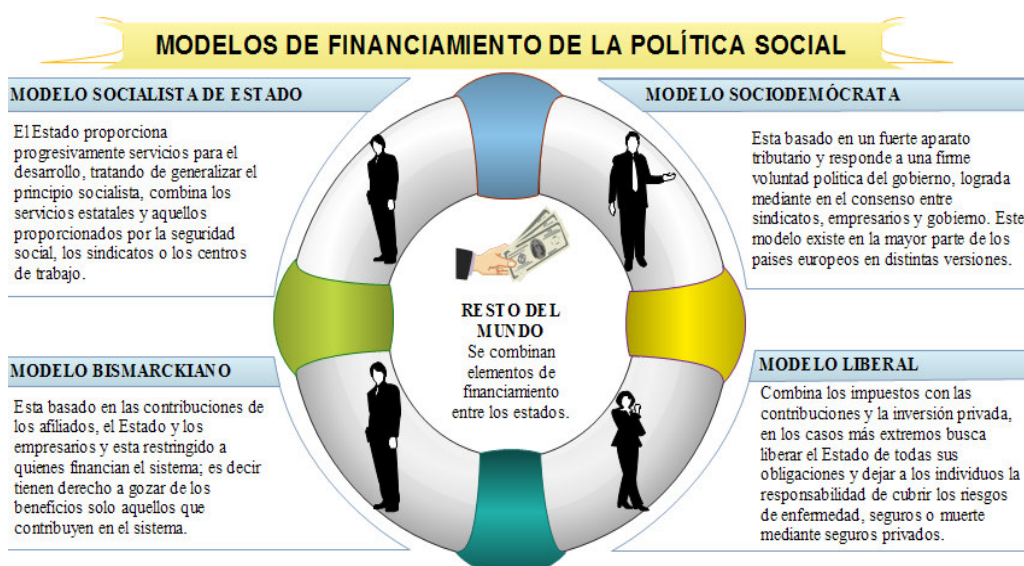 MODELOS DE FINANCIAMIENTO DE LA POLÍTICA SOCIAL
MODELO SOCIALISTA DE ESTADO
El Estado proporciona
progresivamente servicios para el
desarrollo, tratando de generalizar el
principio socialista, combina los
servicios estatales y aquellos
proporcionados por la seguridad
social, los sindicatos o los centros
de trabajo.
MODELO SOCIODEMÓCRATA
Esta basado en un fuerte aparato
tributario y responde a una firme
voluntad politica del gobierno, lograda
mediante en el consenso entre
sindicatos, empresarios y gobierno. Este
modelo existe en la mayor parte de los
paises europeos en distintas versiones.
RESTO DEL
MUNDO
Se combinan
elementos de
financiamiento
entre los estados.
MODELO BISMARCKIANO
Esta basado en las contribuciones de
los afiliados, el Estado y los
empresarios y esta restringido a
quienes financian el sistema; es decir
tienen derecho a gozar de los
beneficios solo aquellos que
contribuyen en el sistema.
MODELO LIBERAL
Combina los impuestos con las
contribuciones y la inversión privada,
en los casos más extremos busca
liberar el Estado de todas sus
obligaciones y dejar a los individuos la
responsabilidad de cubrir los riesgos
de enfermedad, seguros o muerte
mediante seguros privados.